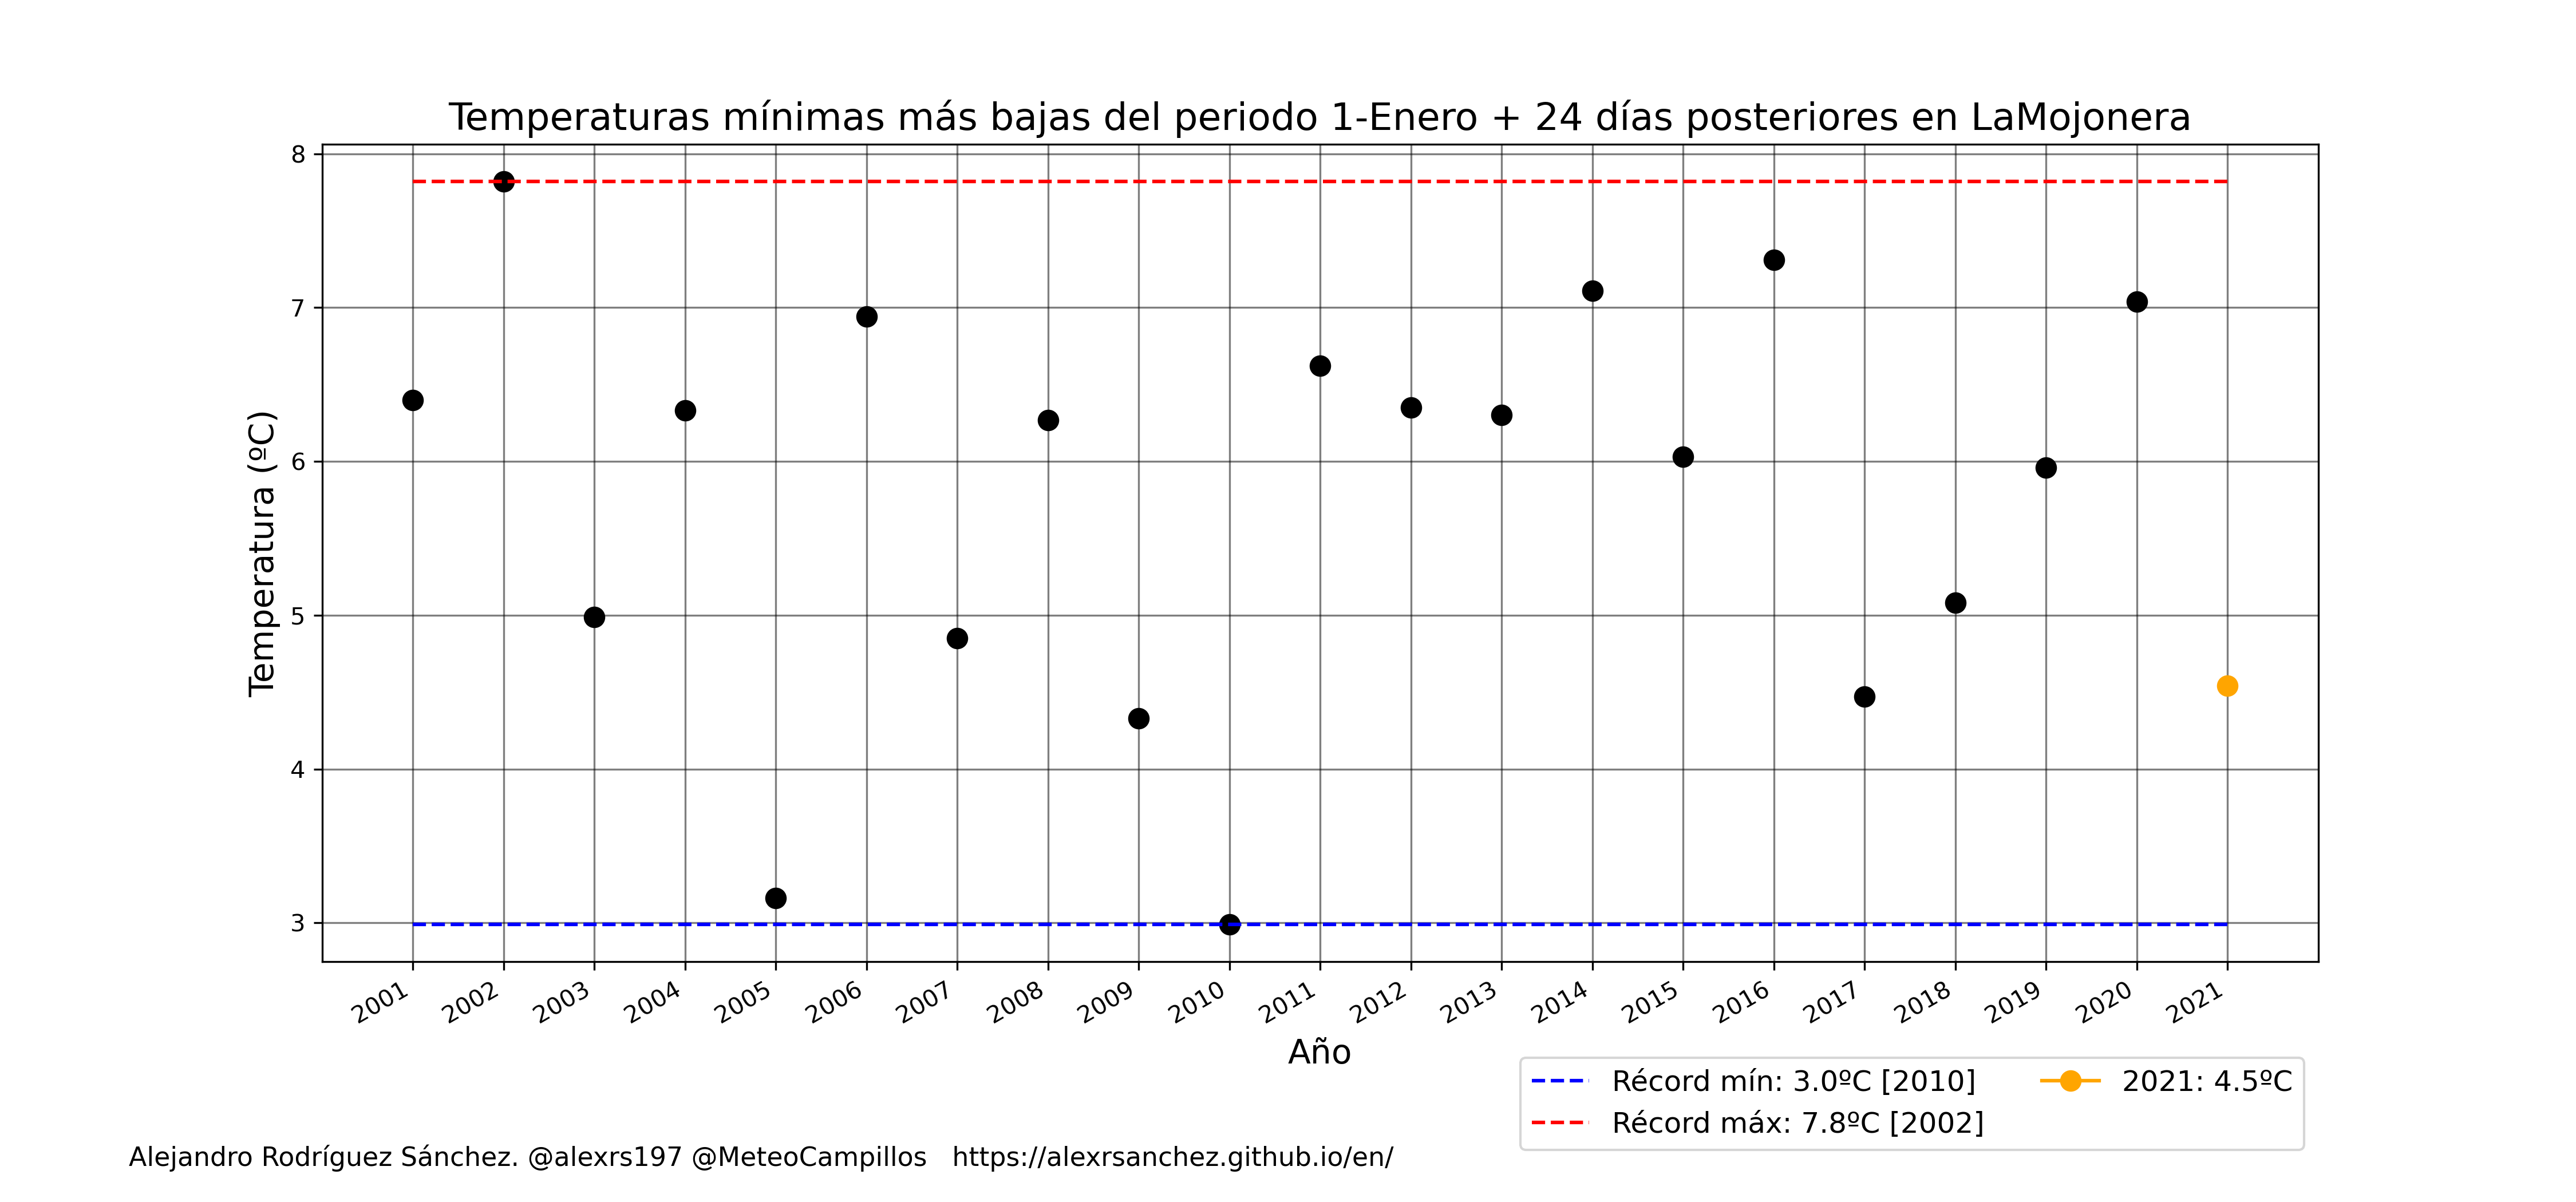 Temperaturas mínimas más bajas del periodo 1-Enero + 24 días posteriores en LaMojonera
Temperatura (ºC)
8
7
6
5
4
3
2001 2002 2003 2004 2005 2006 2007 2008 2009 2010 2011 2012 2013 2014 2015 2016 2017 2018 2019 2020 2021
Año
Récord mín: 3.0ºC [2010]
Récord máx: 7.8ºC [2002]
2021: 4.5ºC
Alejandro Rodríguez Sánchez. @alexrs197 @MeteoCampillos https://alexrsanchez.github.io/en/